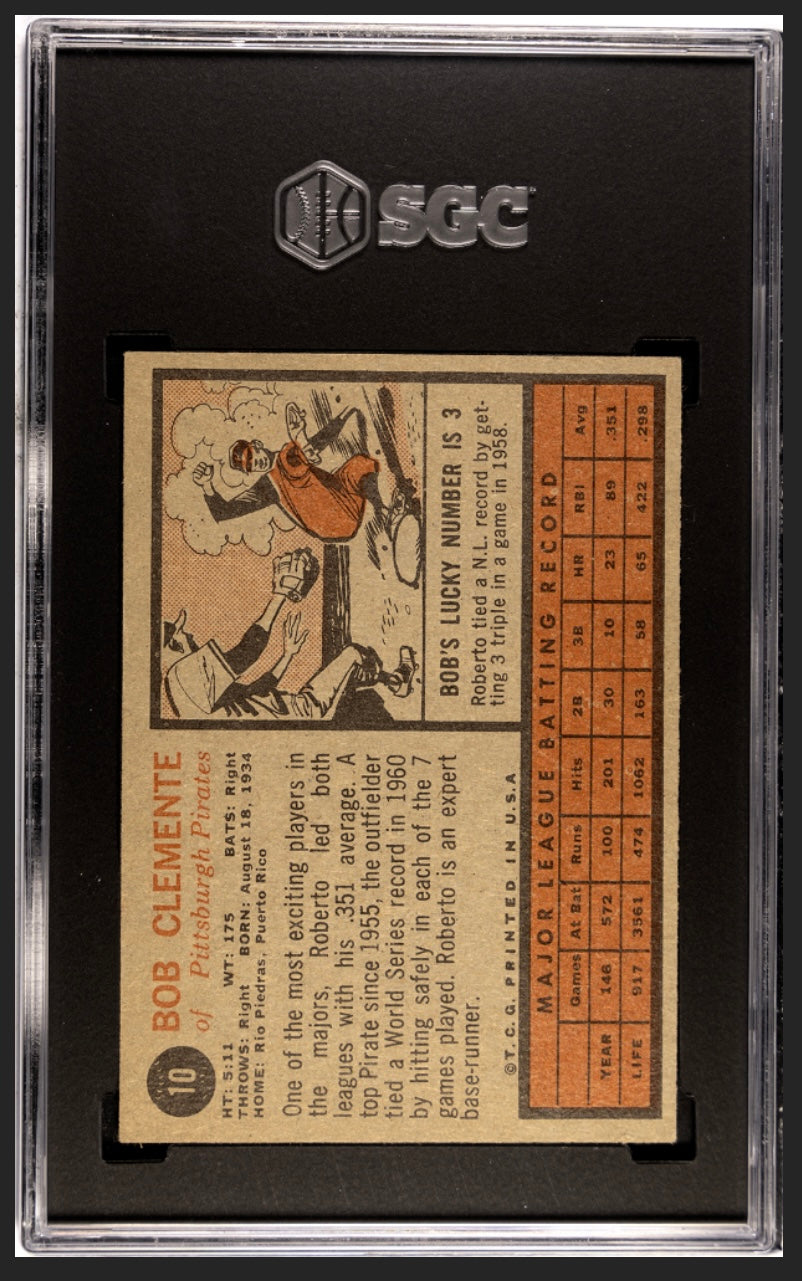 SGC
10
BOB CLEMENTE
of Pittsburgh Pirates
HT: 5:11 WT: 175 BATS: Right
THROWS: Right BORN: August 18, 1934
HOME: Rio Piedras, Puerto Rico
One of the most exciting players in
the majors, Roberto led both
leagues with his .351 average. A
top Pirate since 1955, the outfielder
tied a World Series record in 1960
by hitting safely in each of the 7
games played. Roberto is an expert
base-runner.
©T. C. G. PRINTED IN U.S.A
BOB'S LUCKY NUMBER IS 3
Roberto tied a N.L. record by get-
ting 3 triple in a game in 1958.
MAJOR LEAGUE BATTING RECORD
Games At Bat Runs Hits 2B 3B HR RBI Avg
YEAR 146 572 100 201 30 10 23 89 .351
LIFE 917 3561 474 1062 163 58 65 422 .298